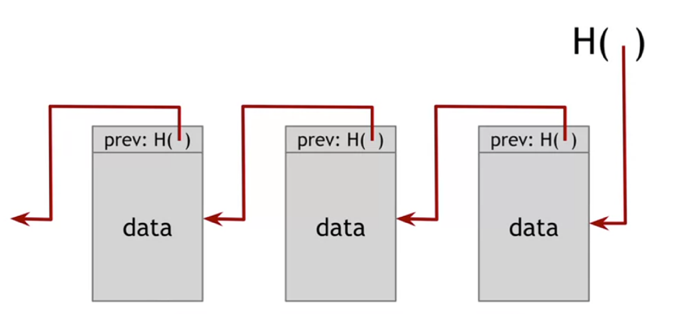 H( )
prev: H( ) prev: H( ) prev: H( )
data data data